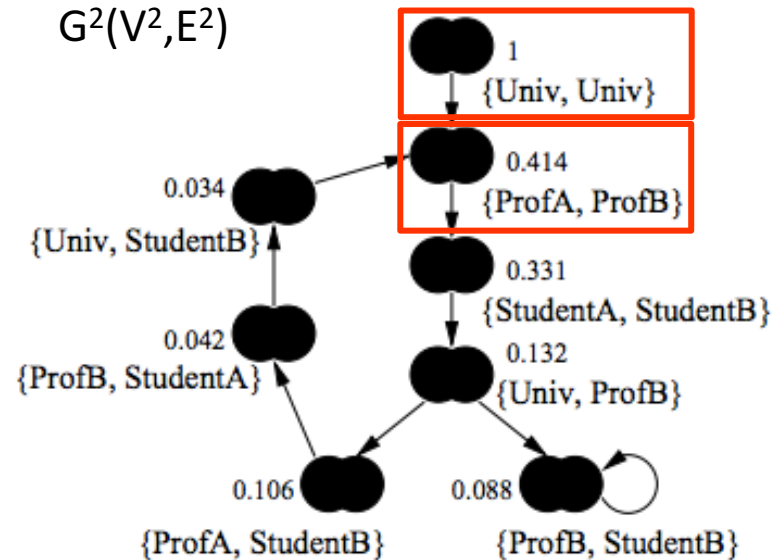 G²(V²,E²)
1
{Univ, Univ}
0.414
{ProfA, ProfB}
0.034
{Univ, StudentB}
0.331
{StudentA, StudentB}
0.042
{ProfB, StudentA}
0.132
{Univ, ProfB}
0.106
{ProfA, StudentB}
0.088
{ProfB, StudentB}